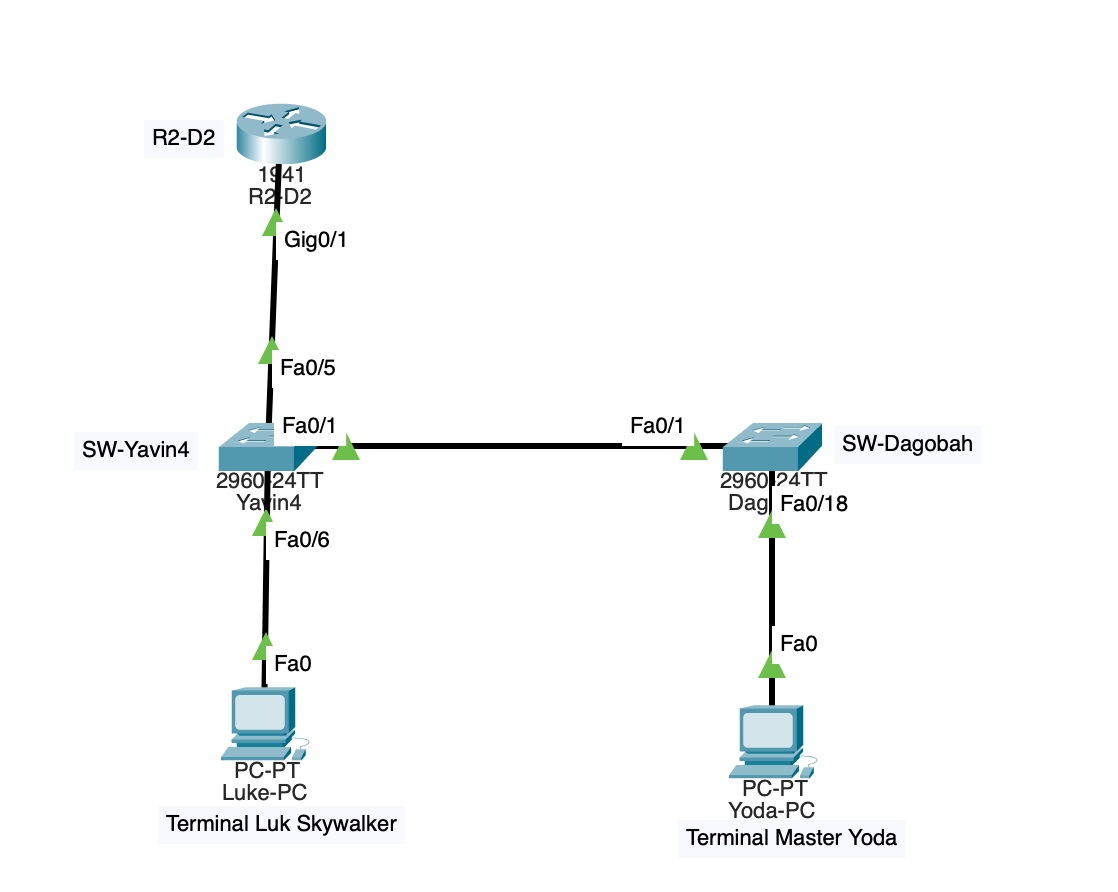 R2-D2
1941
R2-D2
Gig0/1
Fa0/5
Fa0/1
Fa0/1
SW-Yavin4
SW-Dagobah
2960-24TT
Yavin4
2960-24TT
Dag
Fa0/18
Fa0/6
Fa0
Fa0
PC-PT
Luke-PC
Terminal Luk Skywalker
PC-PT
Yoda-PC
Terminal Master Yoda